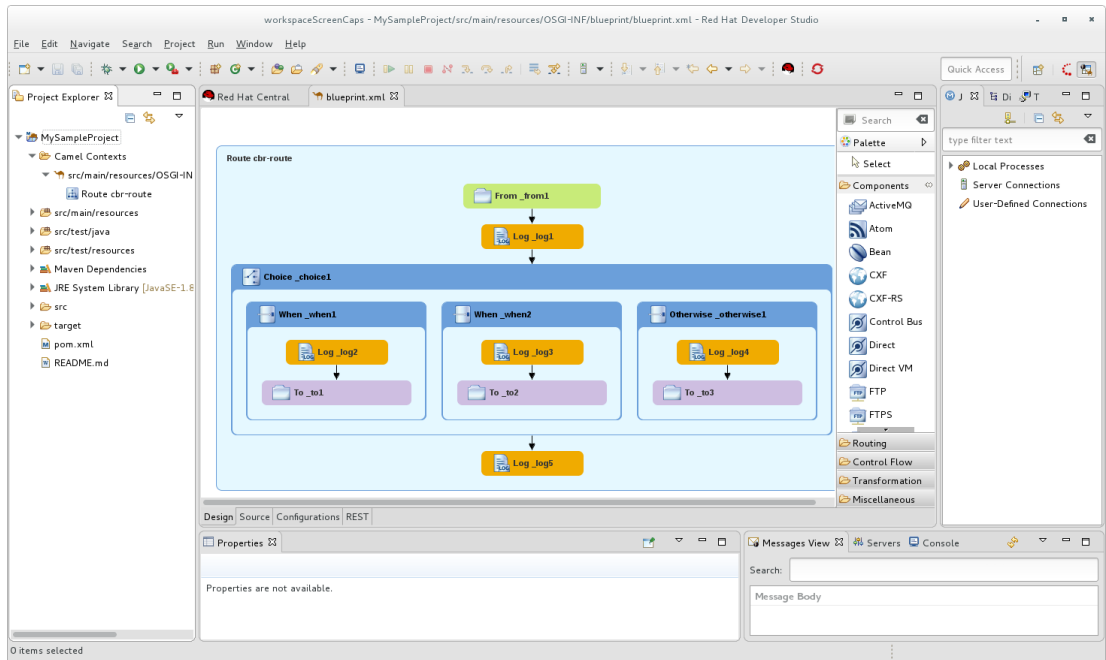 workspaceScreenCaps - MySampleProject/src/main/resources/OSGI-INF/blueprint/blueprint.xml - Red Hat Developer Studio
File Edit Navigate Search Project Run Window Help
Quick Access
Project Explorer
MySampleProject
Camel Contexts
src/main/resources/OSGI-IN
Route cbr-route
src/main/resources
src/test/java
src/test/resources
Maven Dependencies
JRE System Library [JavaSE-1.8
src
target
pom.xml
README.md
Red Hat Central
blueprint.xml
Route cbr-route
From _from1
Log _log1
Choice _choice1
When _when1
When _when2
Otherwise _otherwise1
Log _log2
Log _log3
Log _log4
To _to1
To _to2
To _to3
Log _log5
Search
Palette
Select
Components
ActiveMQ
Atom
Bean
CXF
CXF-RS
Control Bus
Direct
Direct VM
FTP
FTPS
Routing
Control Flow
Transformation
Miscellaneous
Design Source Configurations REST
J Di T
type filter text
Local Processes
Server Connections
User-Defined Connections
Properties
Properties are not available.
Messages View Servers Console
Search:
Message Body
0 items selected